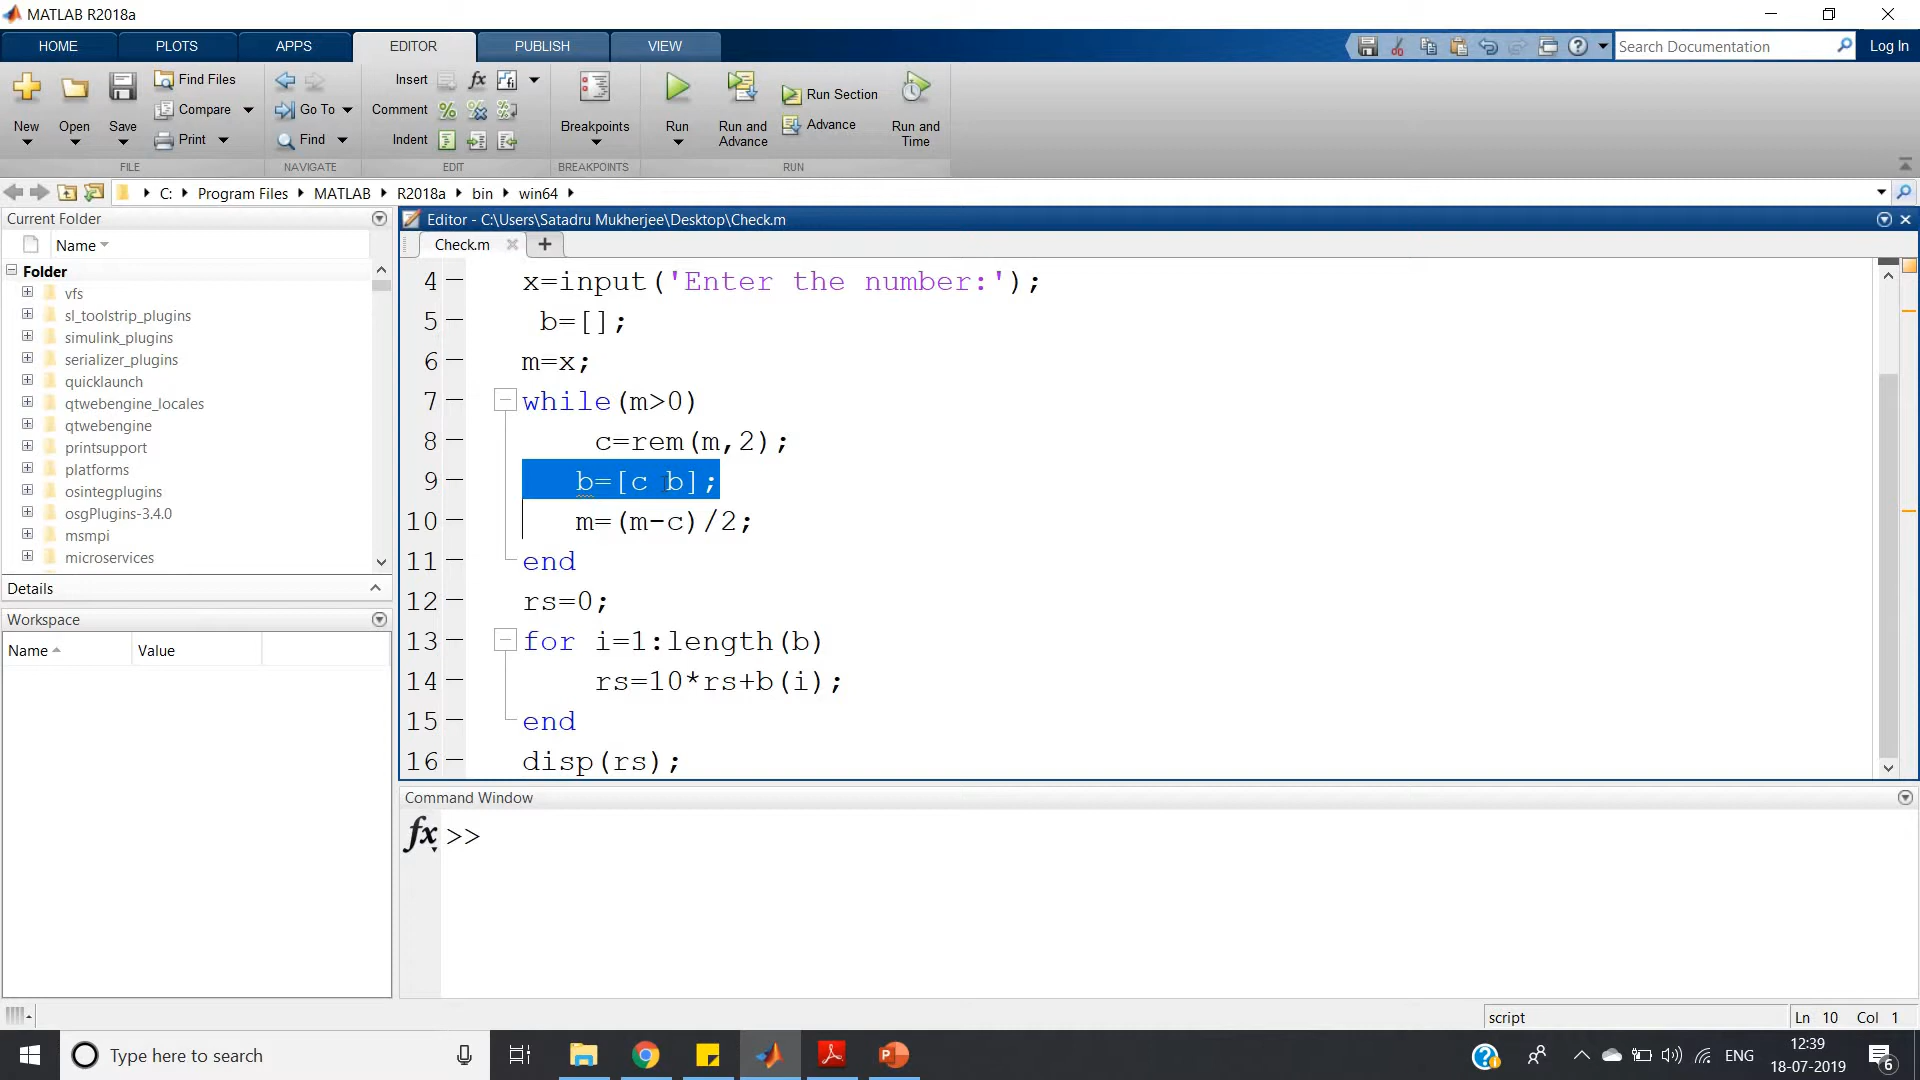 MATLAB R2018a
HOME PLOTS APPS EDITOR PUBLISH VIEW Search Documentation Log In
New Open Save Find Files Compare Print
Go To Find
Insert fx
Comment %
Indent
Breakpoints
Run Run and Advance Run Section Advance Run and Time
FILE NAVIGATE EDIT BREAKPOINTS RUN
C: Program Files MATLAB R2018a bin win64
Current Folder
Name
Folder
vfs
sl_toolstrip_plugins
simulink_plugins
serializer_plugins
quicklaunch
qtwebengine_locales
qtwebengine
printsupport
platforms
osintegplugins
osgPlugins-3.4.0
msmpi
microservices
Details
Workspace
Name Value
Editor - C:\Users\Satadru Mukherjee\Desktop\Check.m
Check.m
4 x=input('Enter the number:');
5 b=[];
6 m=x;
7 while(m>0)
8 c=rem(m,2);
9 b=[c b];
10 m=(m-c)/2;
11 end
12 rs=0;
13 for i=1:length(b)
14 rs=10*rs+b(i);
15 end
16 disp(rs);
Command Window
fx >>
script Ln 10 Col 1
Type here to search
ENG
12:39
18-07-2019
6